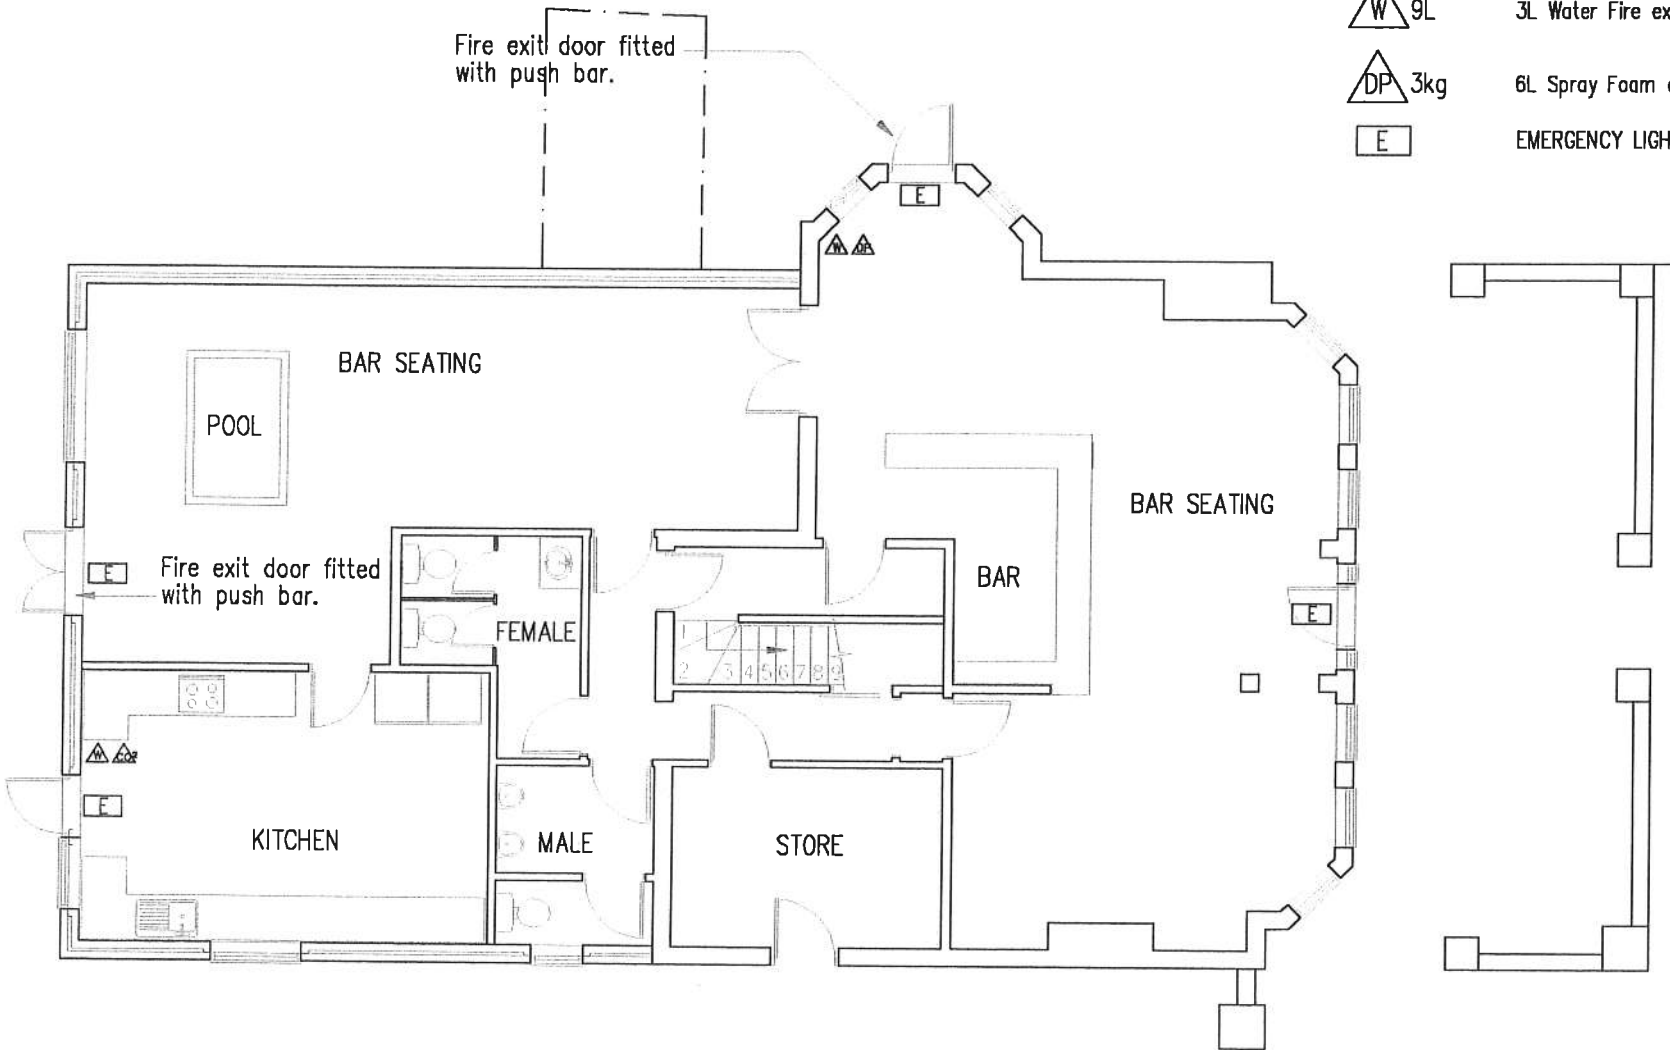 W 9L 3L Water Fire ex
Fire exit door fitted
with push bar.
DP 3kg 6L Spray Foam
E EMERGENCY LIGH
E
W DP
BAR SEATING
POOL
BAR SEATING
E
Fire exit door fitted
with push bar.
BAR
E
FEMALE
1
2 3 4 5 6 7 8 9
W CO2
E
KITCHEN
MALE
STORE